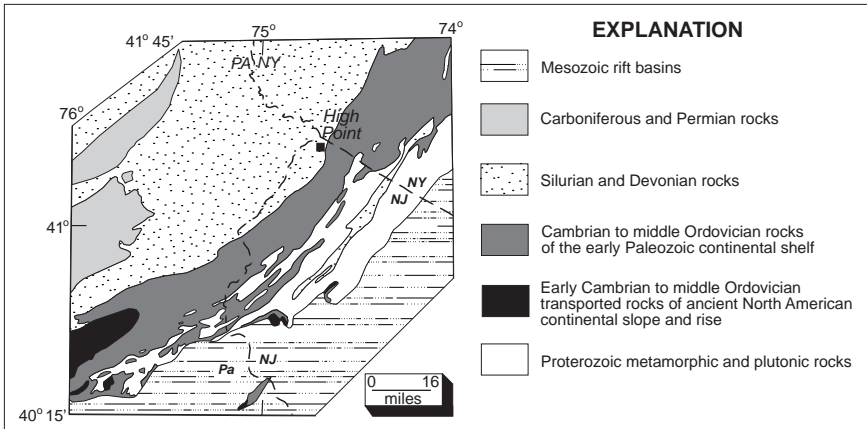 75°
74°
41° 45'
PA NY
76°
High
Point
NY
NJ
41°
NJ
Pa
0 16
miles
40° 15'
EXPLANATION
Mesozoic rift basins
Carboniferous and Permian rocks
Silurian and Devonian rocks
Cambrian to middle Ordovician rocks
of the early Paleozoic continental shelf
Early Cambrian to middle Ordovician
transported rocks of ancient North American
continental slope and rise
Proterozoic metamorphic and plutonic rocks